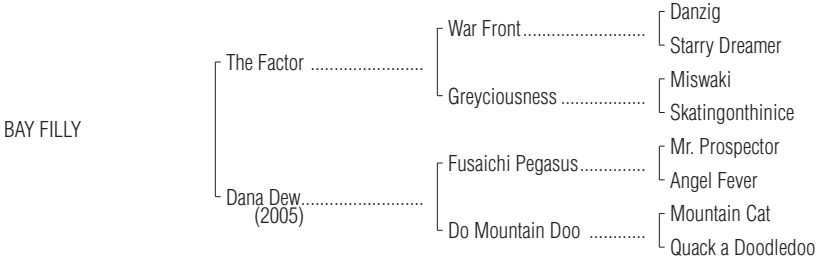 Danzig
War Front..........................
Starry Dreamer
The Factor ........................
Miswaki
Greyciousness ..................
Skatingonthinice
BAY FILLY
Mr. Prospector
Fusaichi Pegasus..............
Angel Fever
Dana Dew..........................
(2005)
Mountain Cat
Do Mountain Doo ............
Quack a Doodledoo